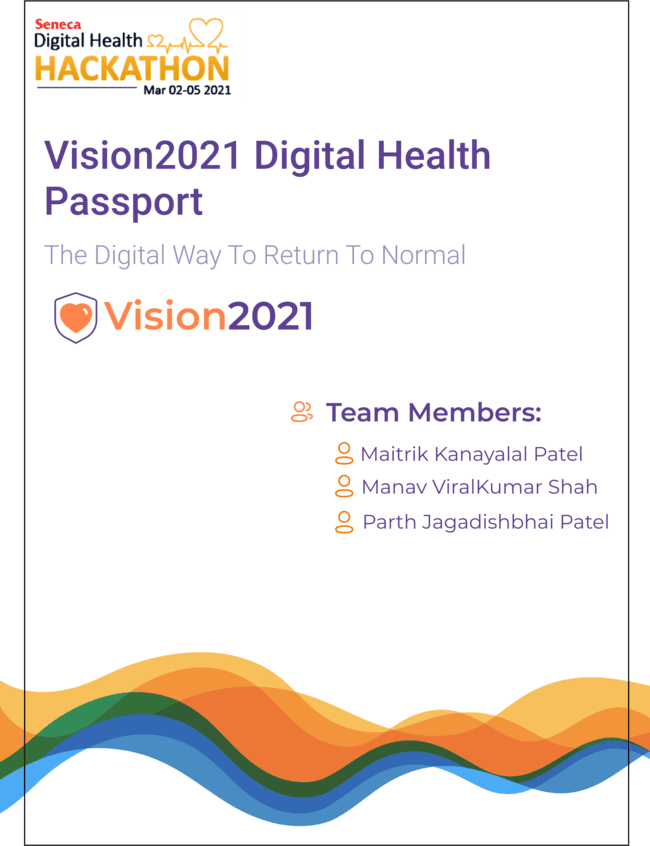 Seneca
Digital Health
HACKATHON
Mar 02-05 2021
Vision2021 Digital Health
Passport
The Digital Way To Return To Normal
Vision2021
Team Members:
Maitrik Kanayalal Patel
Manav ViralKumar Shah
Parth Jagadishbhai Patel